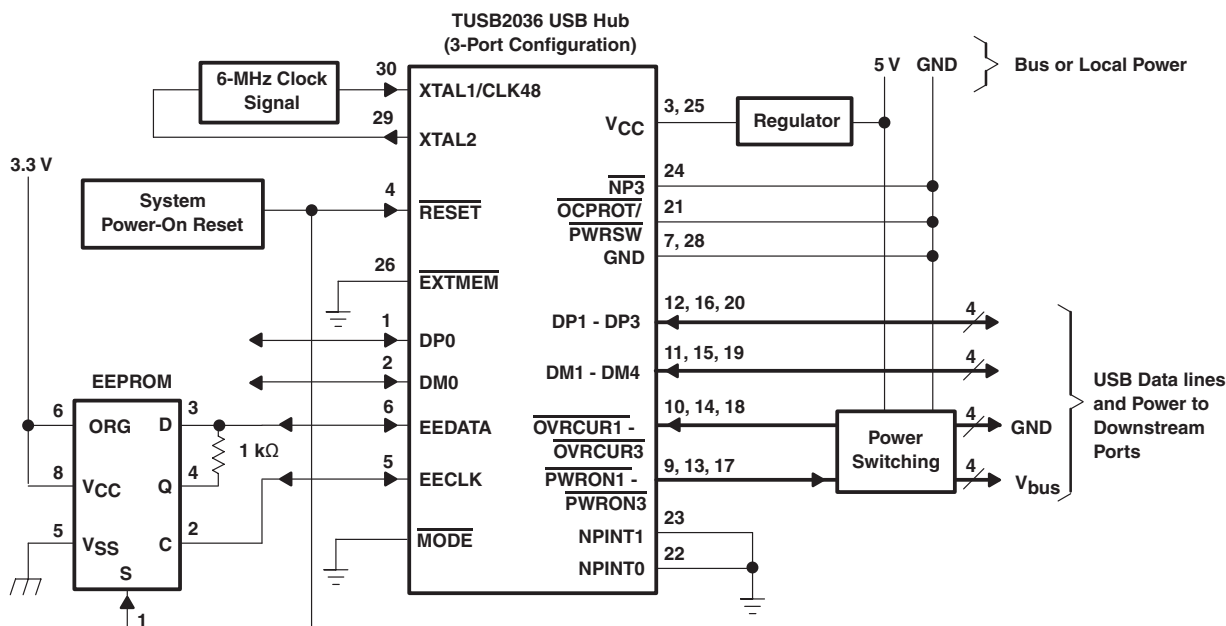 TUSB2036 USB Hub
(3-Port Configuration)
6-MHz Clock
Signal
30
XTAL1/CLK48
29
XTAL2
3.3 V
System
Power-On Reset
4
RESET
26
EXTMEM
1
DP0
2
DM0
EEPROM
6
ORG
D
3
6
EEDATA
1 kΩ
8
VCC
Q
4
5
EECLK
5
VSS
C
2
MODE
S
1
5 V
GND
Bus or Local Power
VCC
3, 25
Regulator
NP3
24
OCPROT/
PWRSW
21
GND
7, 28
DP1 - DP3
12, 16, 20
4
DM1 - DM4
11, 15, 19
4
OVRCUR1 -
OVRCUR3
10, 14, 18
Power
Switching
4
GND
PWRON1 -
PWRON3
9, 13, 17
4
Vbus
USB Data lines
and Power to
Downstream
Ports
NPINT1
23
NPINT0
22